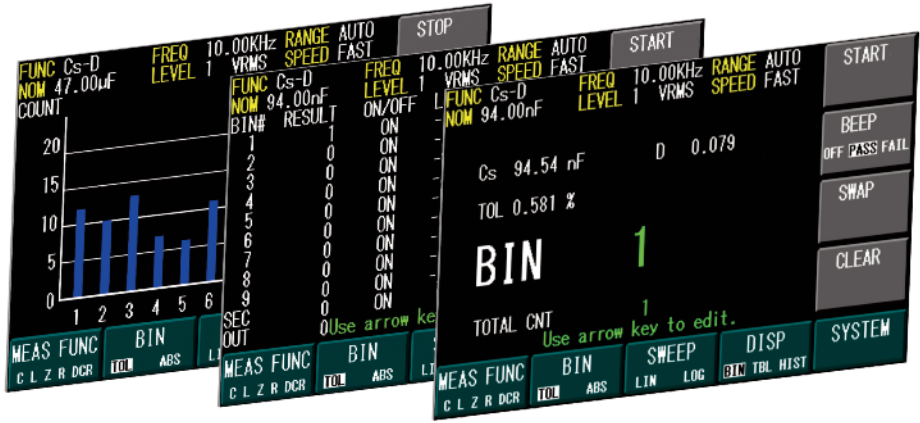 FUNC Cs-D FREQ 10.00KHz RANGE AUTO STOP
NOM 47.00µF LEVEL 1 VRMS SPEED FAST
COUNT
20
15
10
5
0
1 2 3 4 5 6
MEAS FUNC BIN
C L Z R DCR TOL ABS LI
FUNC Cs-D FREQ 10.00KHz RANGE AUTO START
NOM 94.00nF LEVEL 1 VRMS SPEED FAST
BIN# RESULT ON/OFF L
1 1 ON
2 0 ON
3 0 ON
4 0 ON
5 0 ON
6 0 ON
7 0 ON
8 0 ON
9 0 ON
SEC 0
OUT 0 Use arrow ke
MEAS FUNC BIN
C L Z R DCR TOL ABS LI
FUNC Cs-D FREQ 10.00KHz RANGE AUTO START
NOM 94.00nF LEVEL 1 VRMS SPEED FAST
BEEP
OFF PASS FAIL
Cs 94.54 nF D 0.079
TOL 0.581 %
SWAP
BIN 1
CLEAR
TOTAL CNT 1
Use arrow key to edit.
MEAS FUNC BIN SWEEP DISP SYSTEM
C L Z R DCR TOL ABS LIN LOG BIN TBL HIST